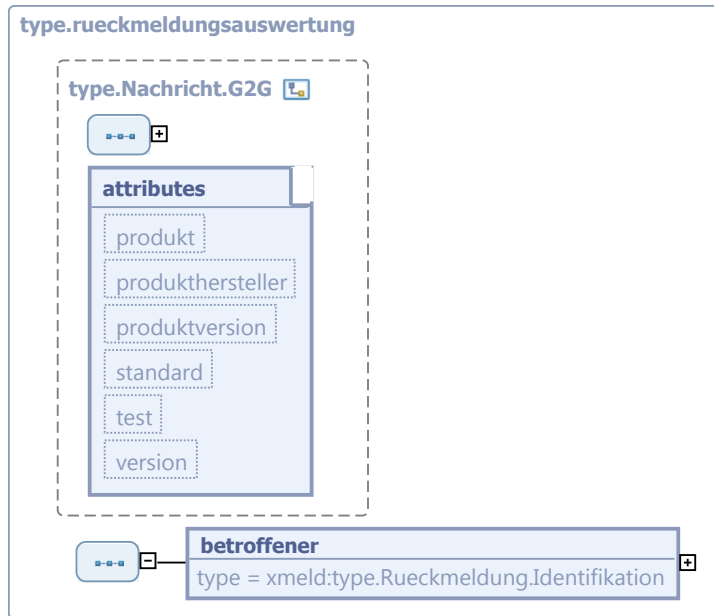 type.rueckmeldungsauswertung
type.Nachricht.G2G
attributes
produkt
produkthersteller
produktversion
standard
test
version
betroffener
type = xmeld:type.Rueckmeldung.Identifikation